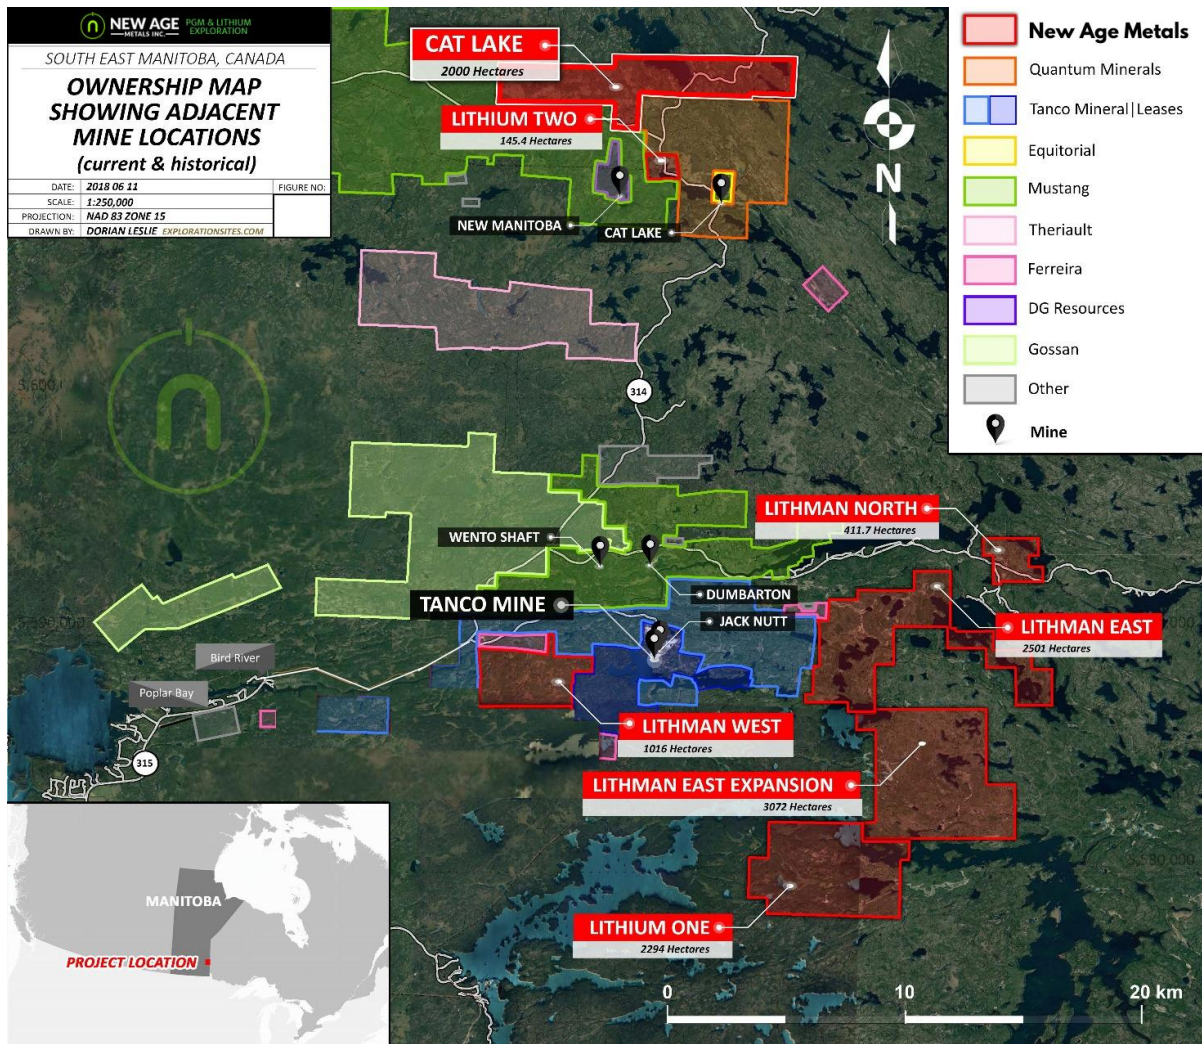 NEW AGE
METALS INC.
PGM & LITHIUM
EXPLORATION
SOUTH EAST MANITOBA, CANADA
OWNERSHIP MAP
SHOWING ADJACENT
MINE LOCATIONS
(current & historical)
DATE: 2018 06 11
FIGURE NO:
SCALE: 1:250,000
PROJECTION: NAD 83 ZONE 15
DRAWN BY: DORIAN LESLIE EXPLORATIONSITES.COM
CAT LAKE
2000 Hectares
LITHIUM TWO
145.4 Hectares
NEW MANITOBA
CAT LAKE
N
New Age Metals
Quantum Minerals
Tanco Mineral|Leases
Equitorial
Mustang
Theriault
Ferreira
DG Resources
Gossan
Other
Mine
314
LITHMAN NORTH
411.7 Hectares
WENTO SHAFT
TANCO MINE
DUMBARTON
JACK NUTT
LITHMAN EAST
2501 Hectares
Bird River
Poplar Bay
315
LITHMAN WEST
1016 Hectares
LITHMAN EAST EXPANSION
3072 Hectares
LITHIUM ONE
2294 Hectares
MANITOBA
PROJECT LOCATION
0 10 20 km